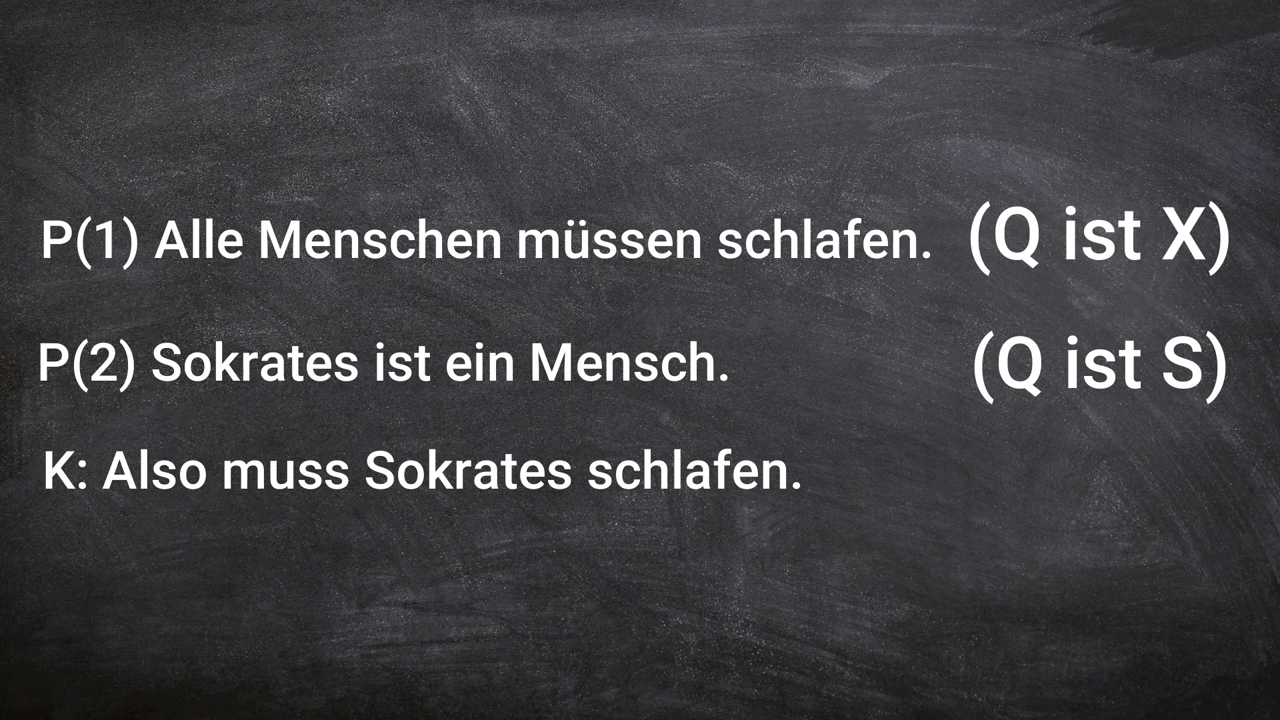 P(1) Alle Menschen müssen schlafen. (Q ist X)
P(2) Sokrates ist ein Mensch. (Q ist S)
K: Also muss Sokrates schlafen.